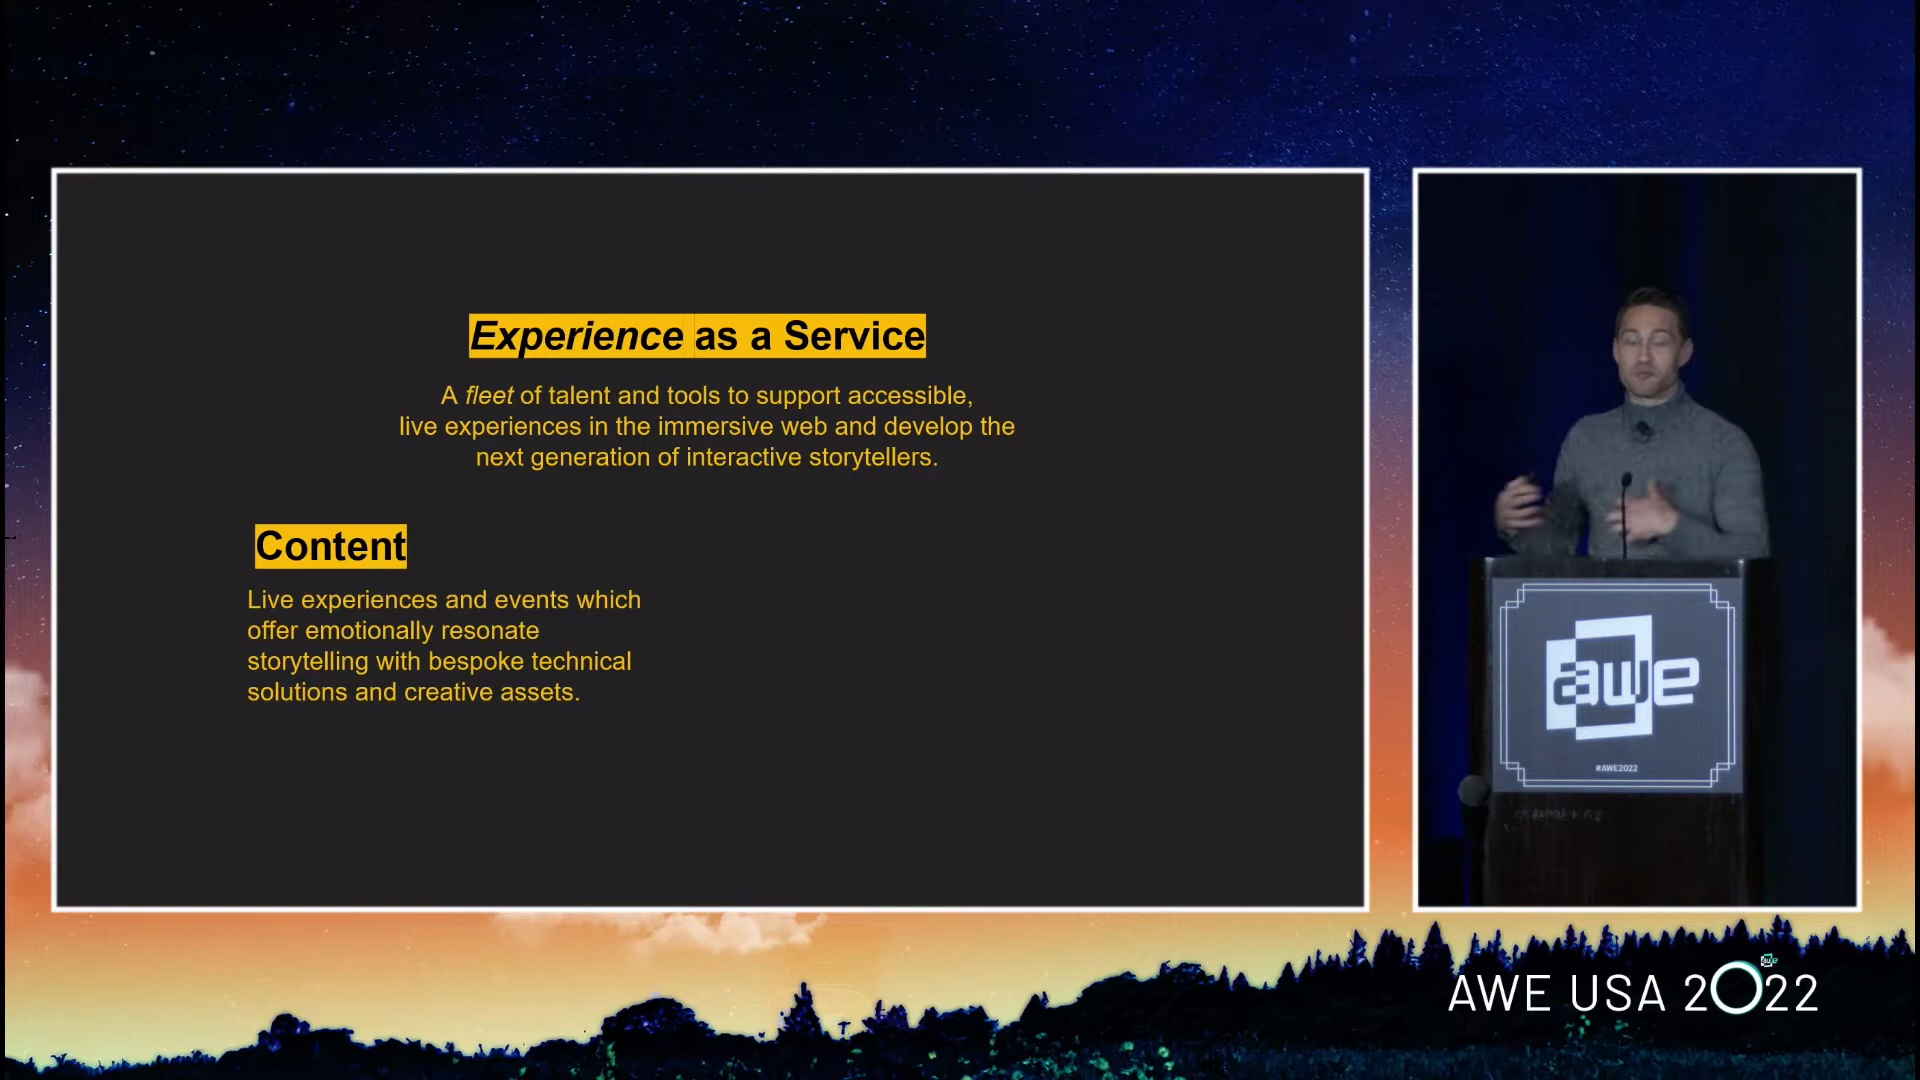 Experience as a Service
A fleet of talent and tools to support accessible,
live experiences in the immersive web and develop the
next generation of interactive storytellers.
Content
Live experiences and events which
offer emotionally resonate
storytelling with bespoke technical
solutions and creative assets.
awe
#AWE2022
AWE USA 2022